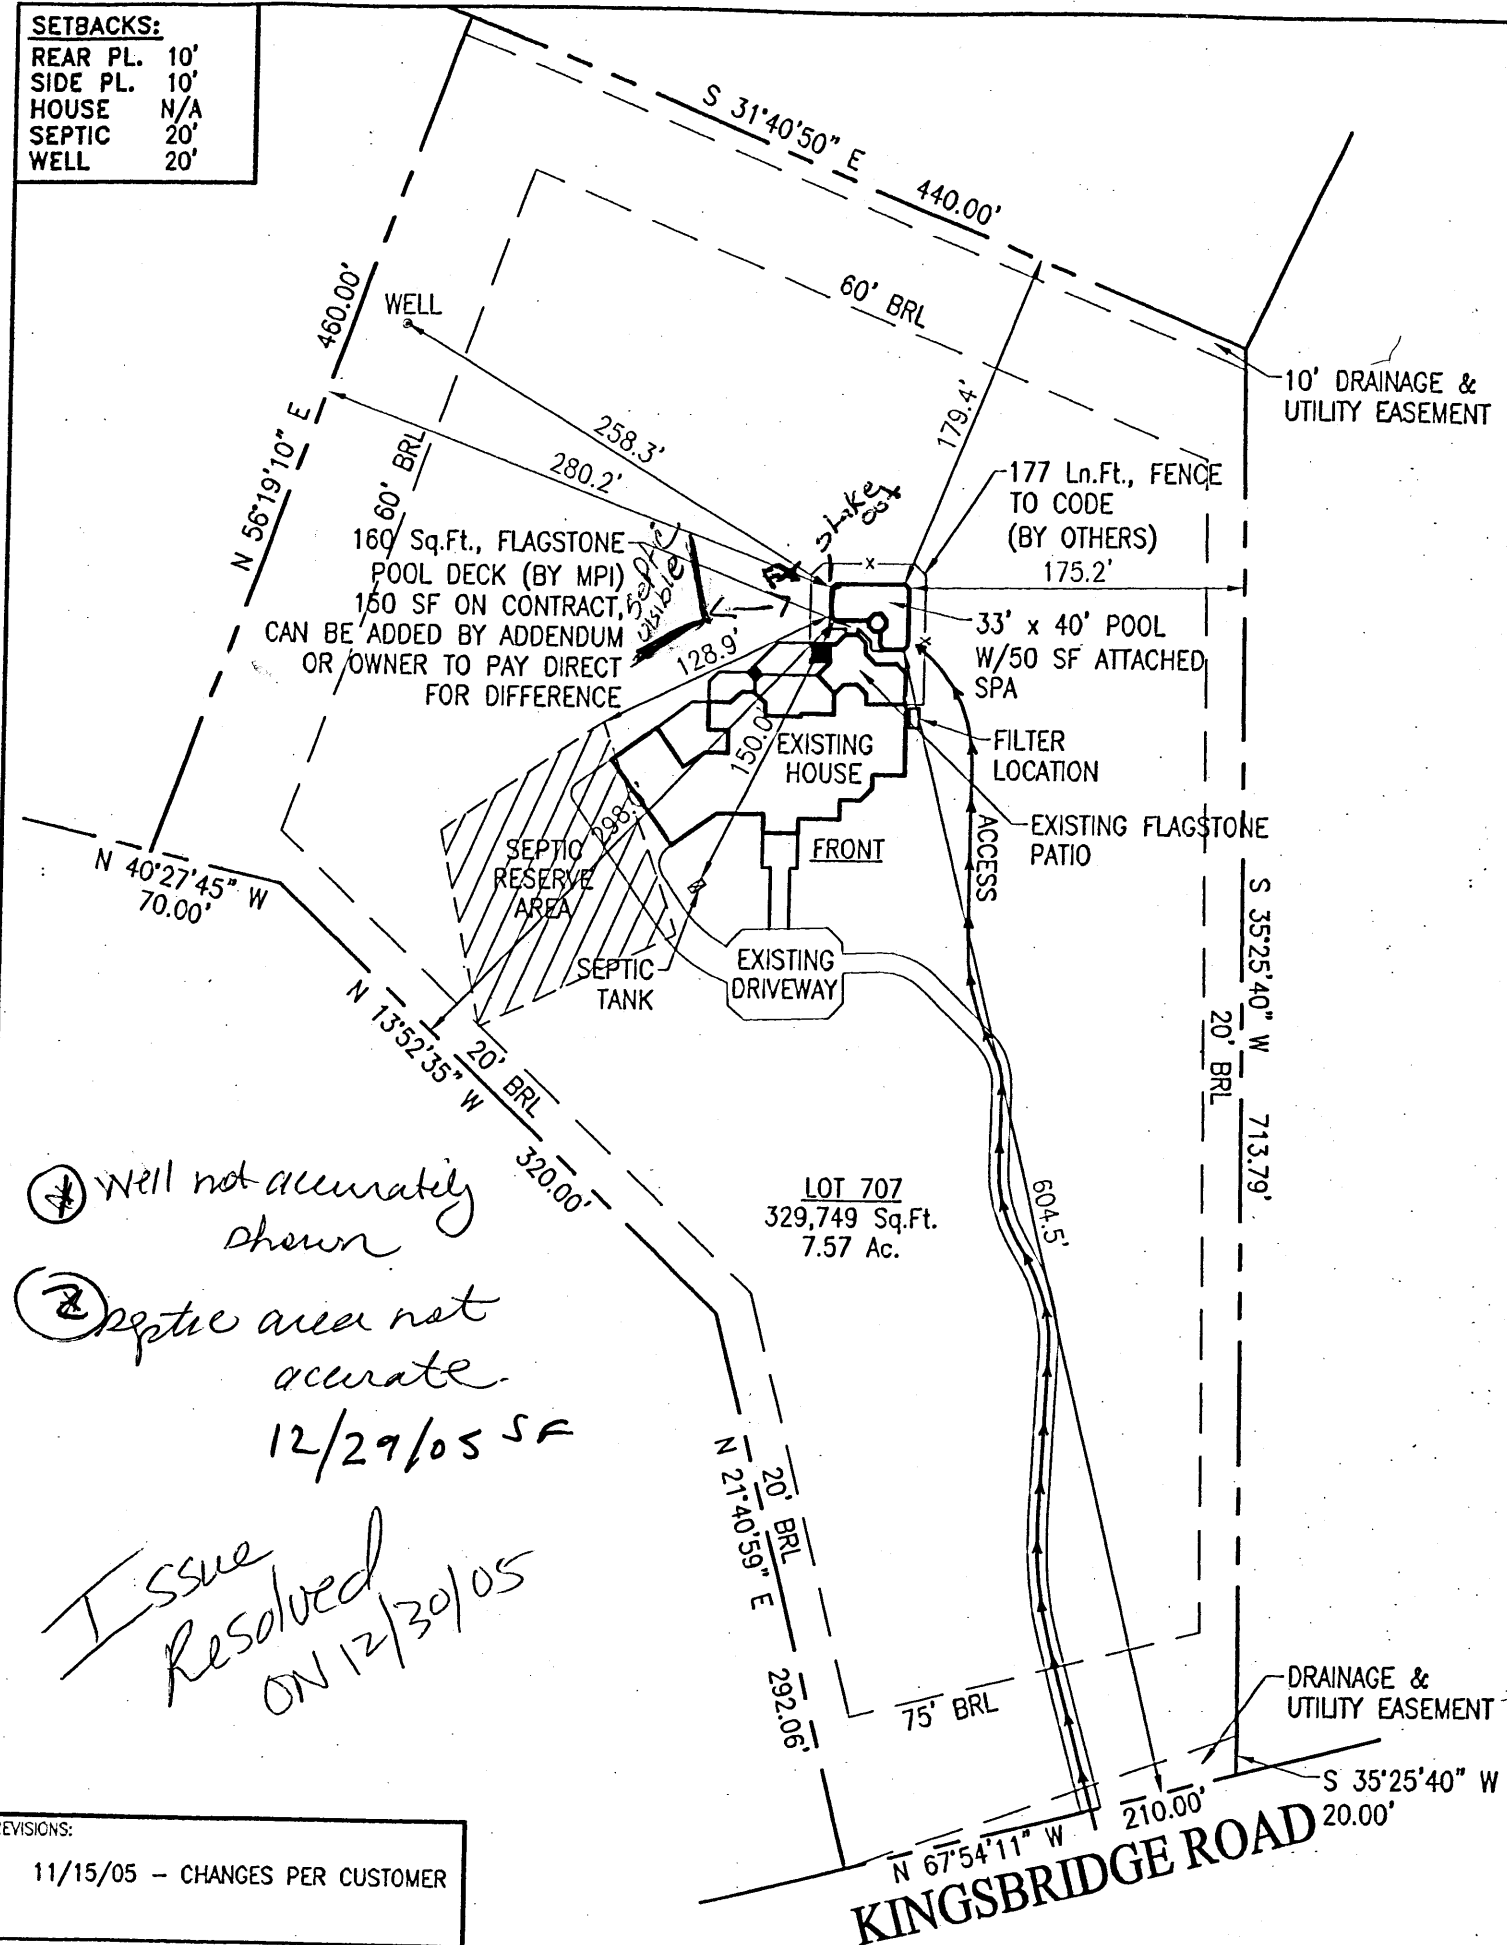 SETBACKS:
REAR PL. 10'
SIDE PL. 10'
HOUSE N/A
SEPTIC 20'
WELL 20'
S 31°40'50" E
440.00'
60' BRL
460.00'
WELL
N 56°19'10" E
60' BRL
10' DRAINAGE &
UTILITY EASEMENT
179.4'
258.3'
280.2'
stake
out
177 Ln.Ft., FENCE
TO CODE
(BY OTHERS)
175.2'
160 Sq.Ft., FLAGSTONE
POOL DECK (BY MPI)
150 SF ON CONTRACT,
CAN BE ADDED BY ADDENDUM
OR OWNER TO PAY DIRECT
FOR DIFFERENCE
Septic
visible
128.9'
x
x
33' x 40' POOL
W/50 SF ATTACHED
SPA
150.0'
EXISTING
HOUSE
FILTER
LOCATION
EXISTING FLAGSTONE
PATIO
FRONT
ACCESS
298.
SEPTIC
RESERVE
AREA
N 40°27'45" W
70.00'
SEPTIC
TANK
EXISTING
DRIVEWAY
S 35°25'40" W 713.79'
20' BRL
N 13°52'35" W
320.00'
20' BRL
LOT 707
329,749 Sq.Ft.
7.57 Ac.
604.5'
Well not accurately
shown
septic area not
accurate.
12/29/05 SF
Issue
Resolved
ON 12/30/05
N 21°40'59" E
292.06'
20' BRL
75' BRL
DRAINAGE &
UTILITY EASEMENT
S 35°25'40" W
20.00'
210.00'
N 67°54'11" W
KINGSBRIDGE ROAD
EVISIONS:
11/15/05 - CHANGES PER CUSTOMER